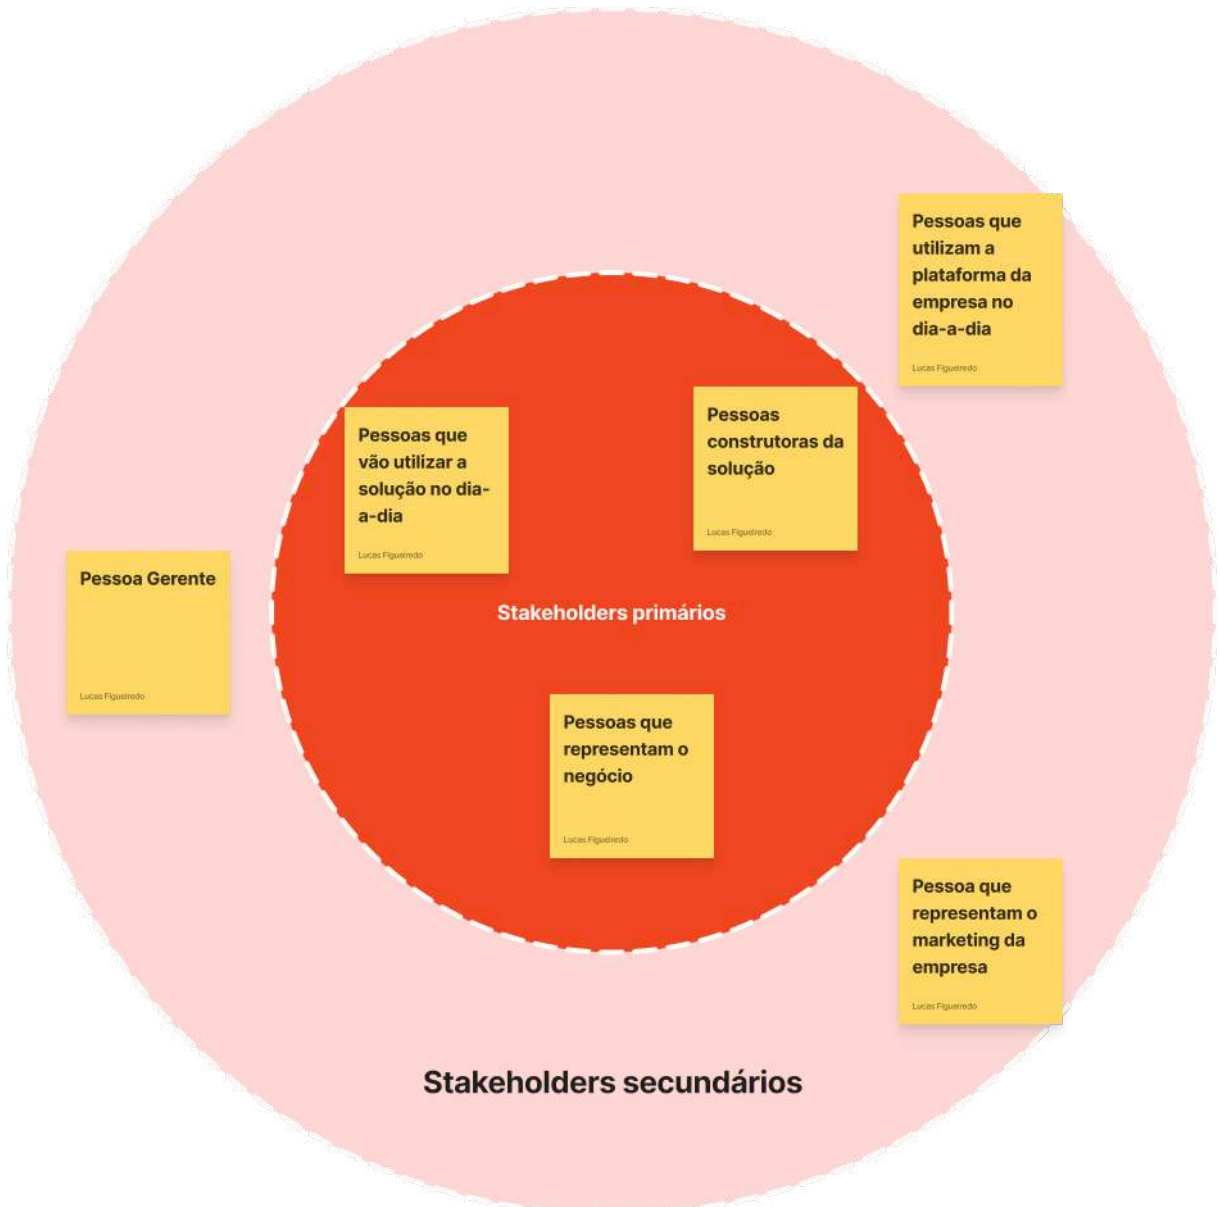 Pessoas que
utilizam a
plataforma da
empresa no
dia-a-dia
Lucas Figueiredo
Pessoas que
vão utilizar a
solução no dia-
a-dia
Lucas Figueiredo
Pessoas
construtoras da
solução
Lucas Figueiredo
Pessoa Gerente
Lucas Figueiredo
Stakeholders primários
Pessoas que
representam o
negócio
Lucas Figueiredo
Pessoa que
representam o
marketing da
empresa
Lucas Figueiredo
Stakeholders secundários